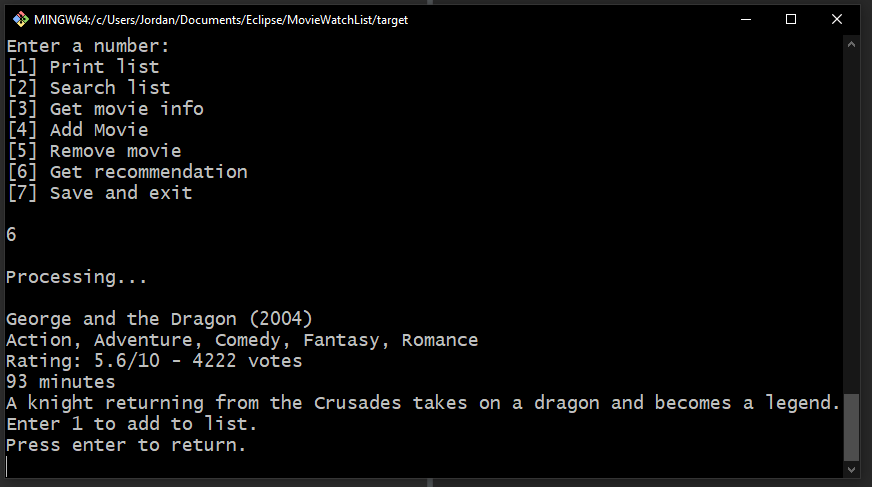 MINGW64:/c/Users/Jordan/Documents/Eclipse/MovieWatchList/target
Enter a number:
[1] Print list
[2] Search list
[3] Get movie info
[4] Add Movie
[5] Remove movie
[6] Get recommendation
[7] Save and exit
6
Processing...
George and the Dragon (2004)
Action, Adventure, Comedy, Fantasy, Romance
Rating: 5.6/10 - 4222 votes
93 minutes
A knight returning from the Crusades takes on a dragon and becomes a legend.
Enter 1 to add to list.
Press enter to return.